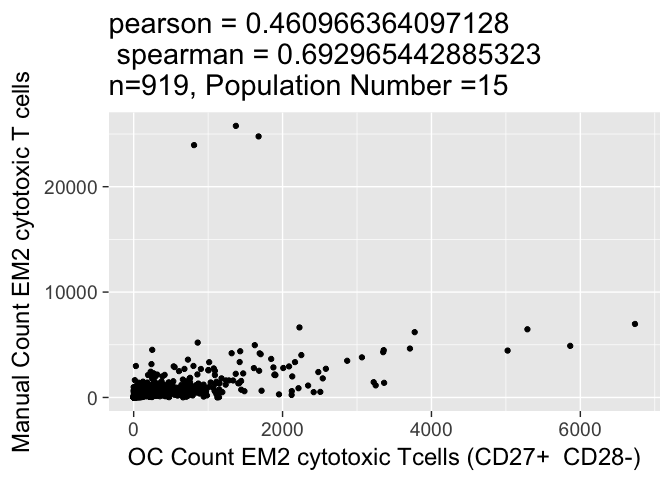 pearson = 0.460966364097128
spearman = 0.692965442885323
n=919, Population Number =15
Manual Count EM2 cytotoxic T cells
20000
10000
0
0 2000 4000 6000
OC Count EM2 cytotoxic Tcells (CD27+  CD28-)